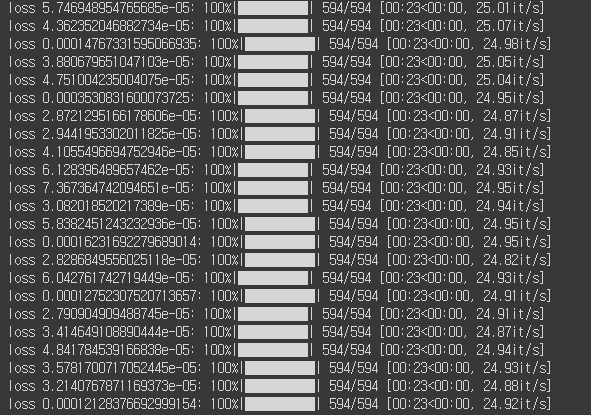 loss 5.746948954765685e-05: 100%|██████████| 594/594 [00:23<00:00, 25.01it/s]
loss 4.362352046882734e-05: 100%|██████████| 594/594 [00:23<00:00, 25.07it/s]
loss 0.00014767331595066935: 100%|██████████| 594/594 [00:23<00:00, 24.98it/s]
loss 3.880679651047103e-05: 100%|██████████| 594/594 [00:23<00:00, 25.05it/s]
loss 4.751004235004075e-05: 100%|██████████| 594/594 [00:23<00:00, 25.04it/s]
loss 0.0003530831600073725: 100%|██████████| 594/594 [00:23<00:00, 24.95it/s]
loss 2.8721295166178606e-05: 100%|██████████| 594/594 [00:23<00:00, 24.87it/s]
loss 2.9441953302011825e-05: 100%|██████████| 594/594 [00:23<00:00, 24.91it/s]
loss 4.1055496694752946e-05: 100%|██████████| 594/594 [00:23<00:00, 24.85it/s]
loss 6.128396489657462e-05: 100%|██████████| 594/594 [00:23<00:00, 24.93it/s]
loss 7.367364742094651e-05: 100%|██████████| 594/594 [00:23<00:00, 24.95it/s]
loss 3.082018520217389e-05: 100%|██████████| 594/594 [00:23<00:00, 24.94it/s]
loss 5.8382451243232936e-05: 100%|██████████| 594/594 [00:23<00:00, 24.95it/s]
loss 0.00016231692279689014: 100%|██████████| 594/594 [00:23<00:00, 24.95it/s]
loss 2.8286849556025118e-05: 100%|██████████| 594/594 [00:23<00:00, 24.82it/s]
loss 6.042761742719449e-05: 100%|██████████| 594/594 [00:23<00:00, 24.93it/s]
loss 0.00012752307520713657: 100%|██████████| 594/594 [00:23<00:00, 24.91it/s]
loss 2.790904909488745e-05: 100%|██████████| 594/594 [00:23<00:00, 24.91it/s]
loss 3.414649108890444e-05: 100%|██████████| 594/594 [00:23<00:00, 24.87it/s]
loss 4.841784539166838e-05: 100%|██████████| 594/594 [00:23<00:00, 24.94it/s]
loss 3.5781700717052445e-05: 100%|██████████| 594/594 [00:23<00:00, 24.93it/s]
loss 3.2140767871169373e-05: 100%|██████████| 594/594 [00:23<00:00, 24.88it/s]
loss 0.00012128376692999154: 100%|██████████| 594/594 [00:23<00:00, 24.92it/s]